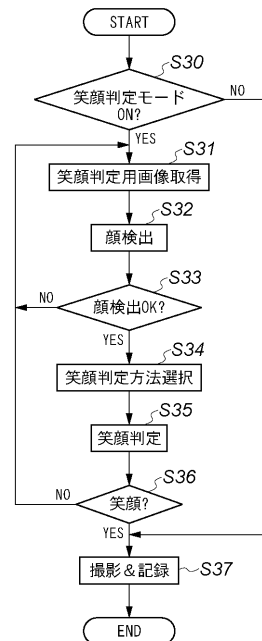 START
S30
笑顔判定モード
ON?
NO
YES
S31
笑顔判定用画像取得
S32
顔検出
S33
顔検出OK?
NO
YES
S34
笑顔判定方法選択
S35
笑顔判定
S36
笑顔?
NO
YES
撮影&記録
S37
END